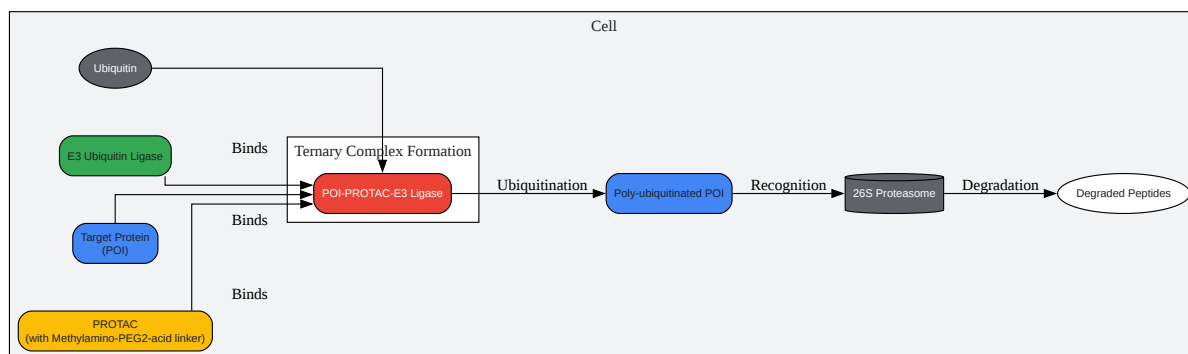 Cell
Ubiquitin
E3 Ubiquitin Ligase
Binds
Ternary Complex Formation
POI-PROTAC-E3 Ligase
Ubiquitination
Poly-ubiquitinated POI
Recognition
26S Proteasome
Degradation
Degraded Peptides
Target Protein
(POI)
Binds
Binds
PROTAC
(with Methylamino-PEG2-acid linker)